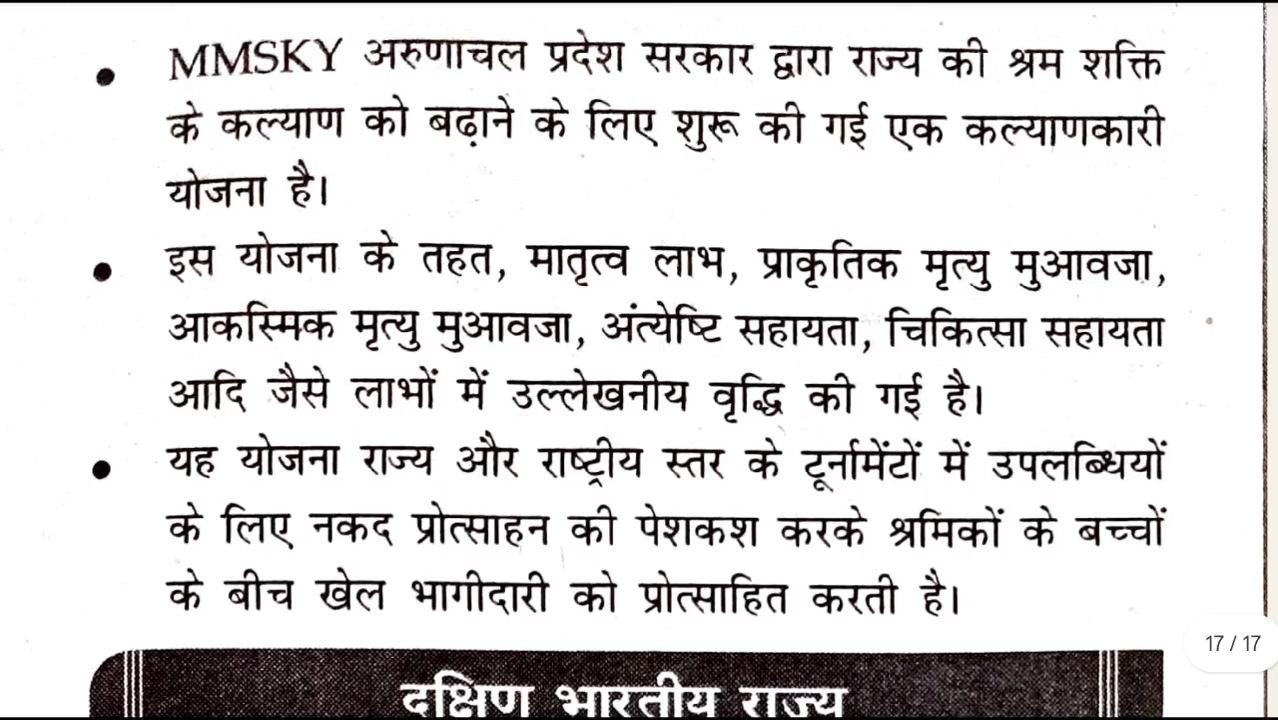 MMSKY अरुणाचल प्रदेश सरकार द्वारा राज्य की श्रम शक्ति
के कल्याण को बढ़ाने के लिए शुरू की गई एक कल्याणकारी
योजना है।
इस योजना के तहत, मातृत्व लाभ, प्राकृतिक मृत्यु मुआवजा,
आकस्मिक मृत्यु मुआवजा, अंत्येष्टि सहायता, चिकित्सा सहायता
आदि जैसे लाभों में उल्लेखनीय वृद्धि की गई है।
यह योजना राज्य और राष्ट्रीय स्तर के टूर्नामेंटों में उपलब्धियों
के लिए नकद प्रोत्साहन की पेशकश करके श्रमिकों के बच्चों
के बीच खेल भागीदारी को प्रोत्साहित करती है।
17 / 17
दक्षिण भारतीय राज्य